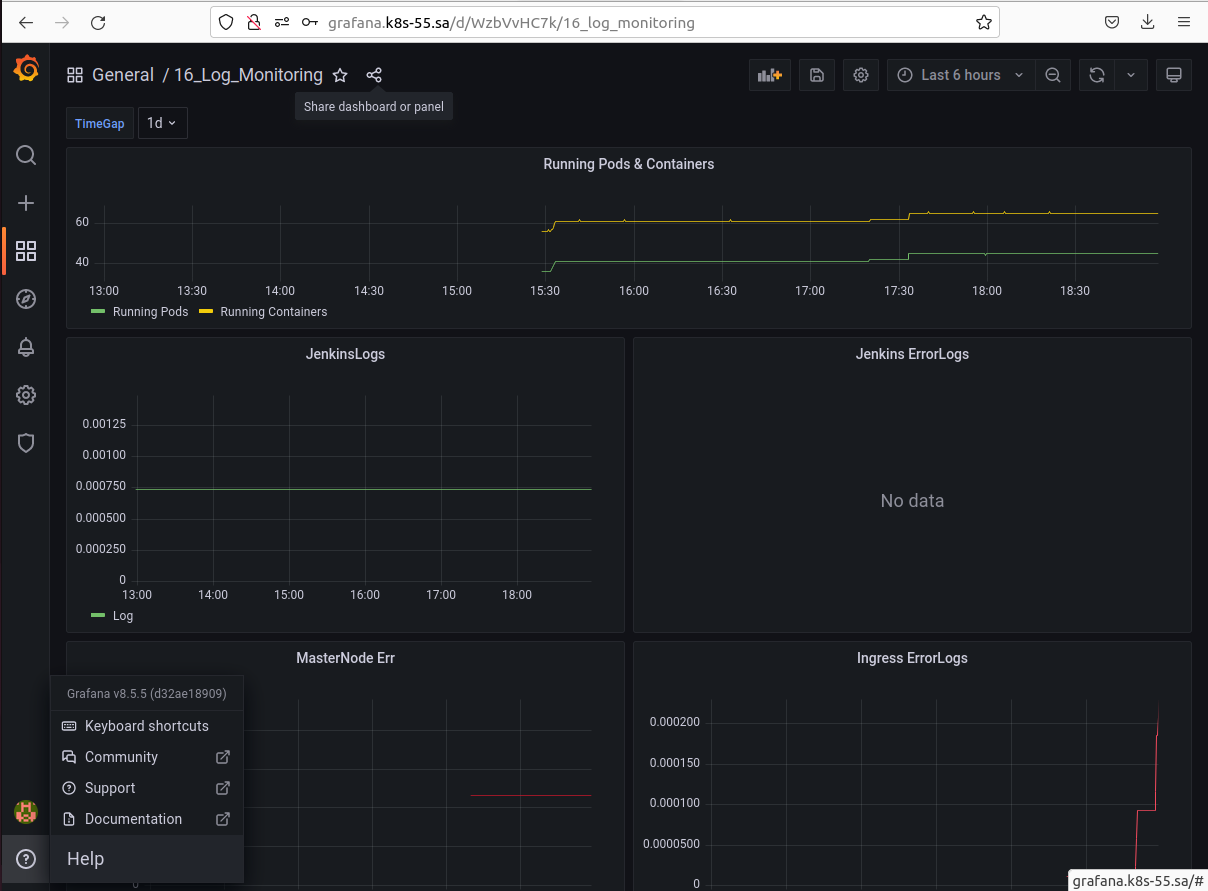 grafana.k8s-55.sa/d/WzbVvHC7k/16_log_monitoring
General / 16_Log_Monitoring
Last 6 hours
Share dashboard or panel
TimeGap 1d
Running Pods & Containers
60
40
13:00 13:30 14:00 14:30 15:00 15:30 16:00 16:30 17:00 17:30 18:00 18:30
Running Pods Running Containers
JenkinsLogs
0.00125
0.00100
0.000750
0.000500
0.000250
0
13:00 14:00 15:00 16:00 17:00 18:00
Log
Jenkins ErrorLogs
No data
MasterNode Err
Grafana v8.5.5 (d32ae18909)
Keyboard shortcuts
Community
Support
Documentation
Help
0
Ingress ErrorLogs
0.000200
0.000150
0.000100
0.0000500
0
grafana.k8s-55.sa/#